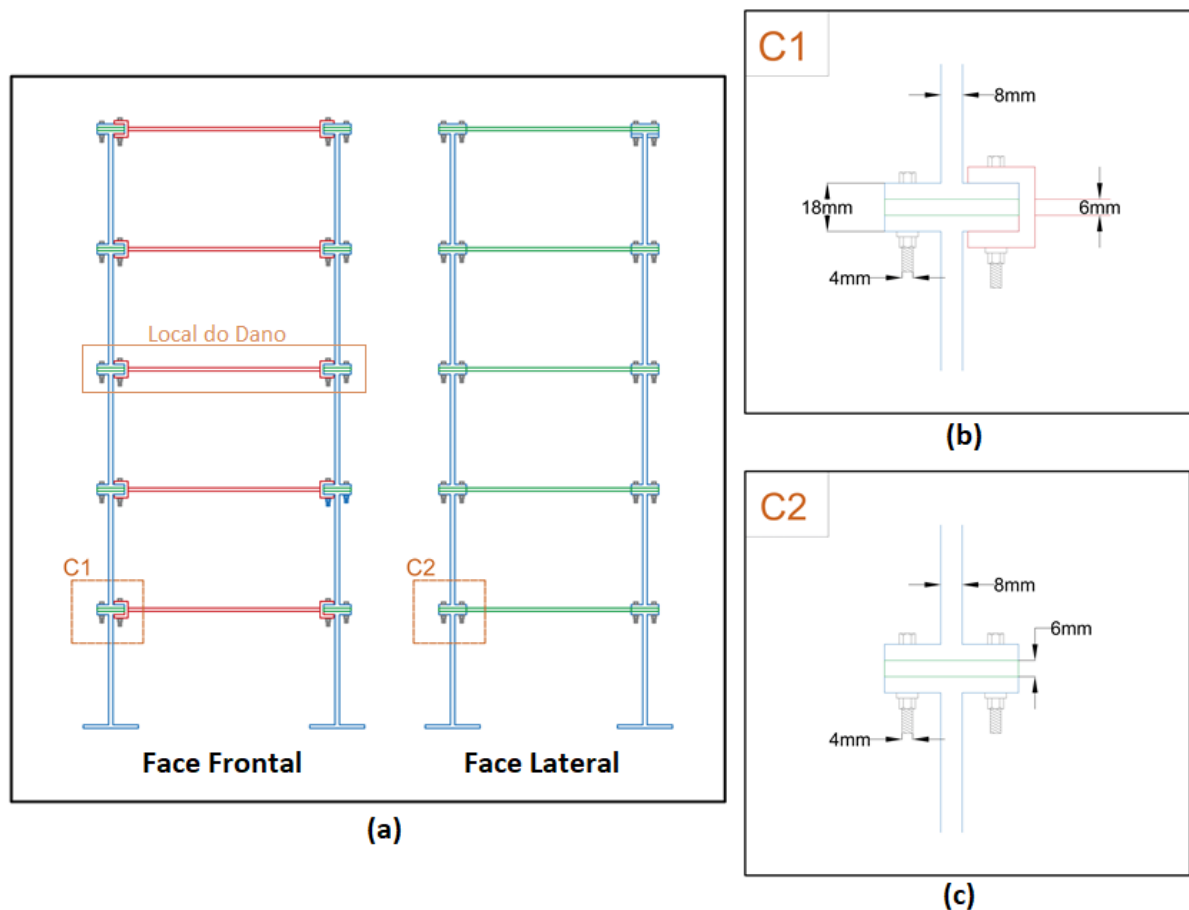 Local do Dano
C1
C2
Face Frontal
Face Lateral
(a)
C1
8mm
18mm
6mm
4mm
(b)
C2
8mm
6mm
4mm
(c)